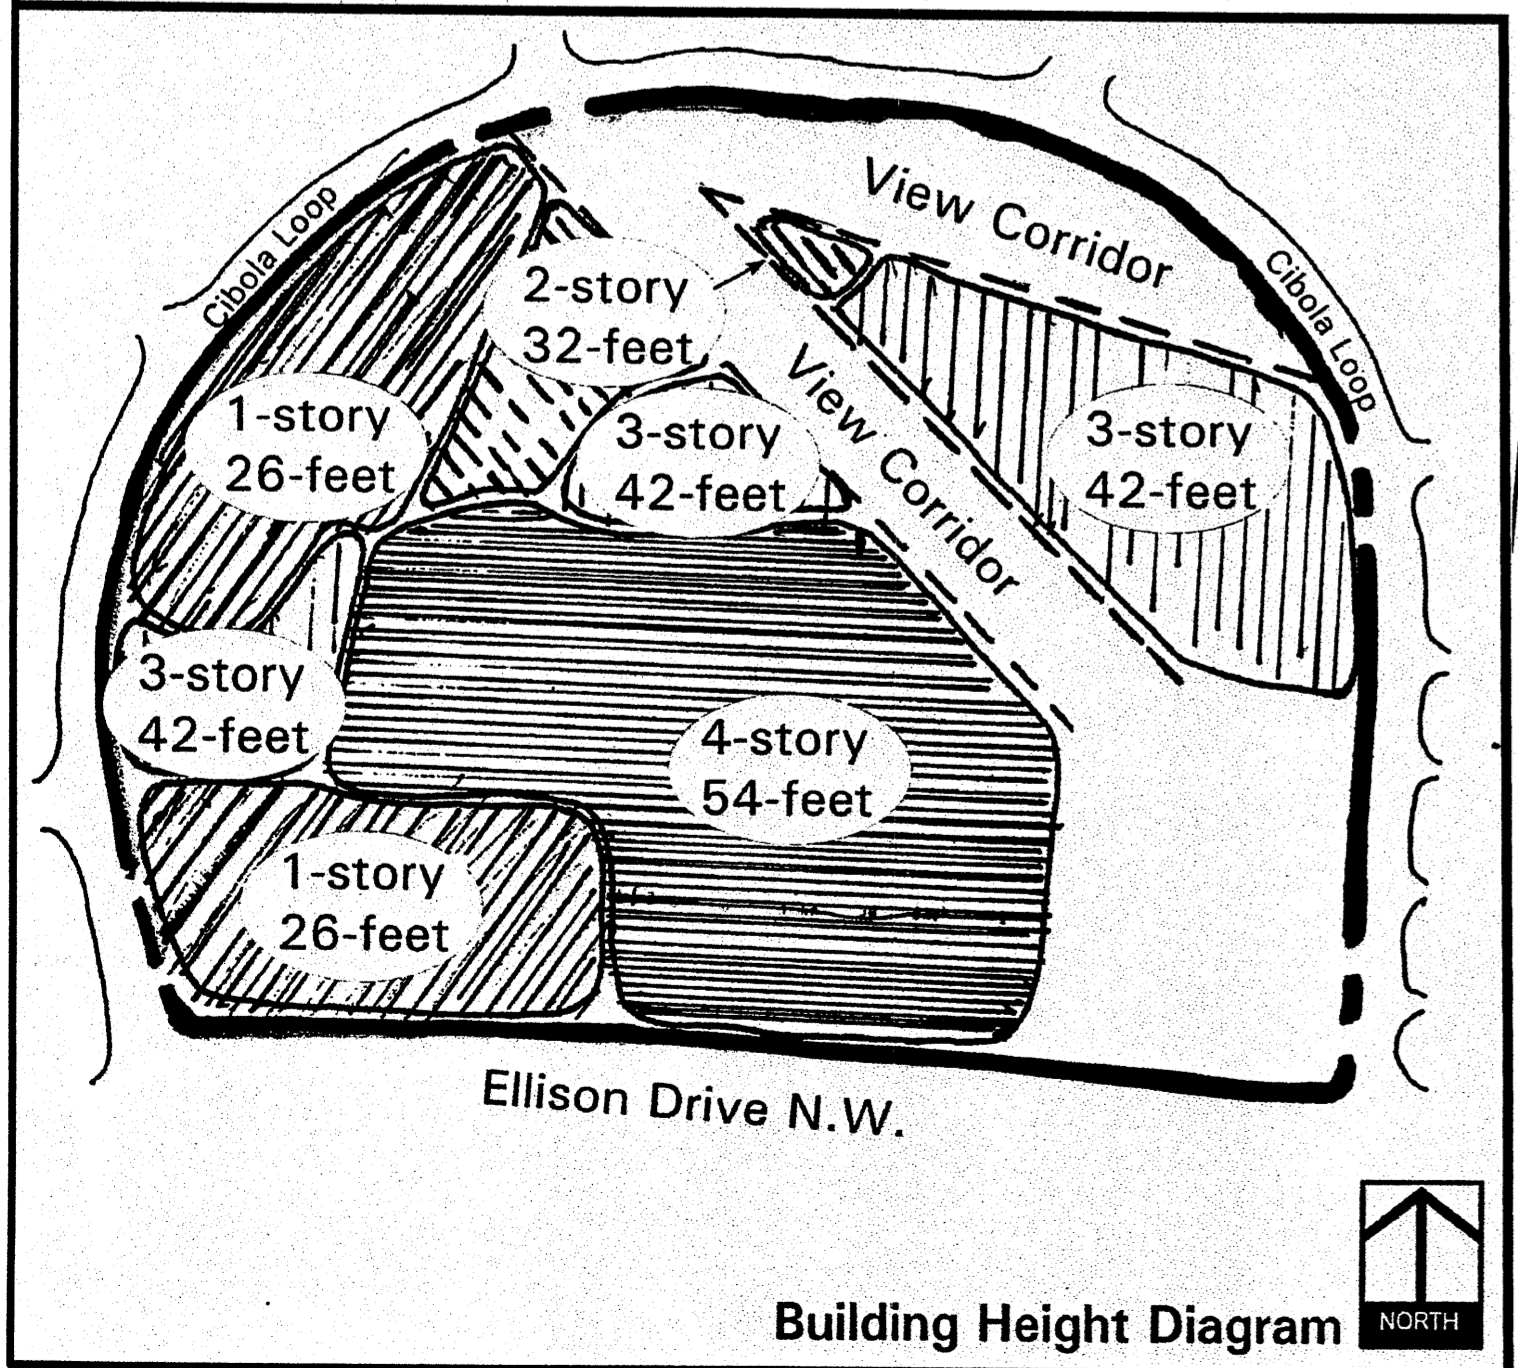 View Corridor
Cibola Loop
Cibola Loop
2-story
32-feet
View Corridor
1-story
26-feet
3-story
42-feet
3-story
42-feet
3-story
42-feet
4-story
54-feet
1-story
26-feet
Ellison Drive N.W.
Building Height Diagram
NORTH